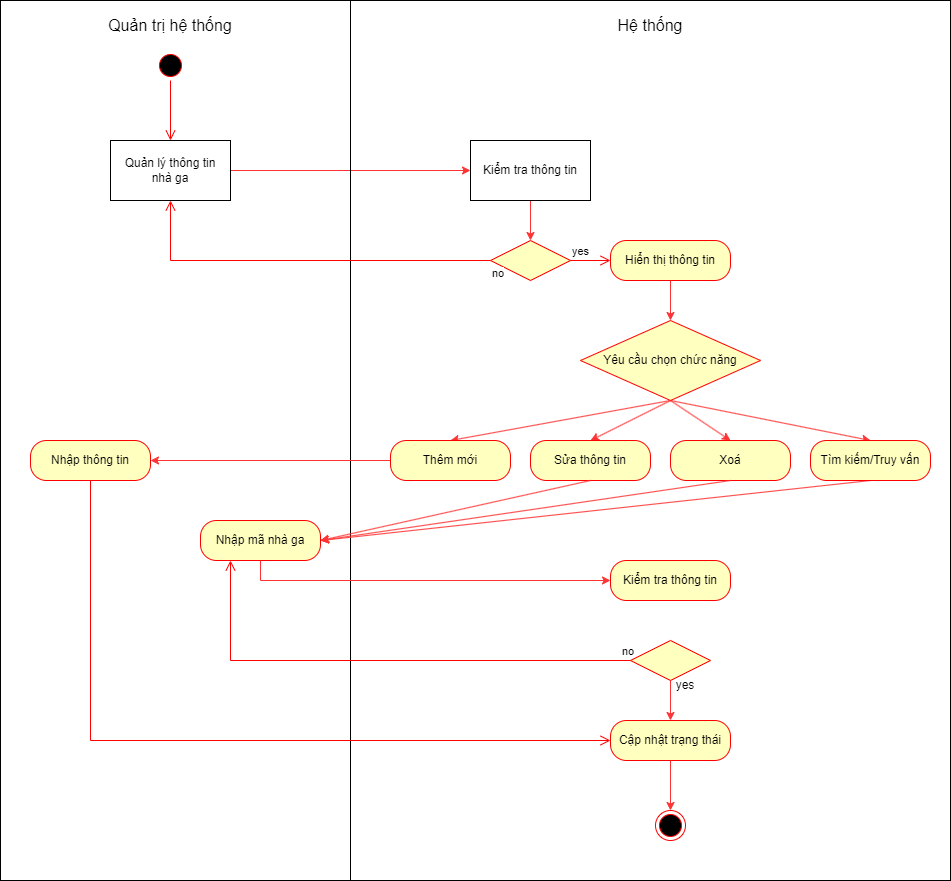 Quản trị hệ thống
Hệ thống
Quản lý thông tin
nhà ga
Kiểm tra thông tin
yes
no
Hiển thị thông tin
Yêu cầu chọn chức năng
Nhập thông tin
Thêm mới
Sửa thông tin
Xoá
Tìm kiếm/Truy vấn
Nhập mã nhà ga
Kiểm tra thông tin
no
yes
Cập nhật trạng thái